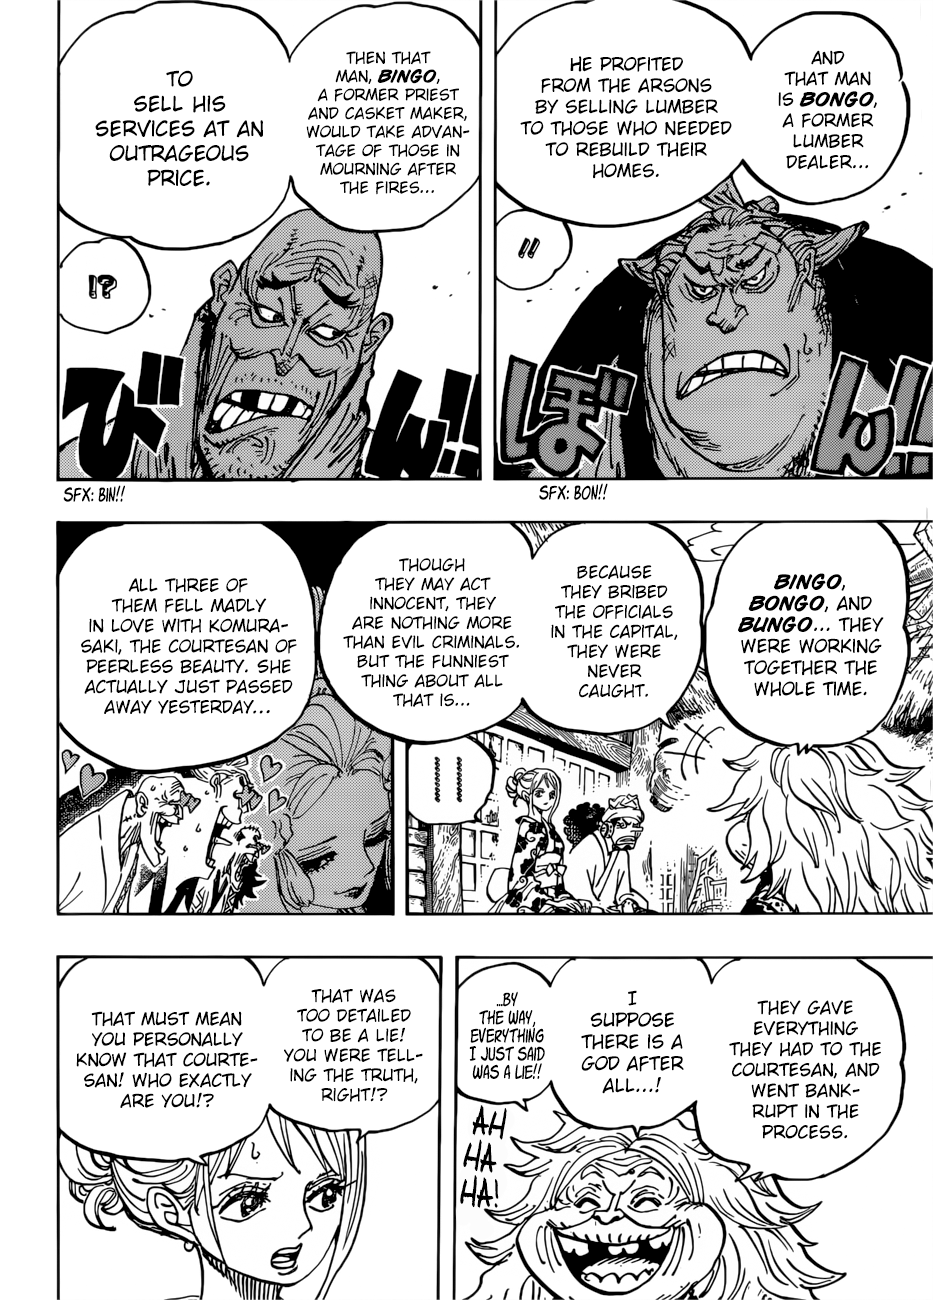 AND
THAT MAN
IS BONGO,
A FORMER
LUMBER
DEALER...
HE PROFITED
FROM THE ARSONS
BY SELLING LUMBER
TO THOSE WHO NEEDED
TO REBUILD THEIR
HOMES.
!!
ぼん!!
SFX: BON!!
THEN THAT
MAN, BINGO,
A FORMER PRIEST
AND CASKET MAKER,
WOULD TAKE ADVAN-
TAGE OF THOSE IN
MOURNING AFTER
THE FIRES...
TO
SELL HIS
SERVICES AT AN
OUTRAGEOUS
PRICE.
!?
びん!!
SFX: BIN!!
BINGO,
BONGO, AND
BUNGO... THEY
WERE WORKING
TOGETHER THE
WHOLE TIME.
BECAUSE
THEY BRIBED
THE OFFICIALS
IN THE CAPITAL,
THEY WERE
NEVER
CAUGHT.
THOUGH
THEY MAY ACT
INNOCENT, THEY
ARE NOTHING MORE
THAN EVIL CRIMINALS.
BUT THE FUNNIEST
THING ABOUT ALL
THAT IS...
ALL THREE OF
THEM FELL MADLY
IN LOVE WITH KOMURA-
SAKI, THE COURTESAN OF
PEERLESS BEAUTY. SHE
ACTUALLY JUST PASSED
AWAY YESTERDAY...
THEY GAVE
EVERYTHING
THEY HAD TO THE
COURTESAN, AND
WENT BANK-
RUPT IN THE
PROCESS.
I
SUPPOSE
THERE IS A
GOD AFTER
ALL...!
...BY
THE WAY,
EVERYTHING
I JUST SAID
WAS A LIE!!
AH
HA
HA!
THAT WAS
TOO DETAILED
TO BE A LIE!
YOU WERE TELL-
ING THE TRUTH,
RIGHT!?
THAT MUST MEAN
YOU PERSONALLY
KNOW THAT COURTE-
SAN! WHO EXACTLY
ARE YOU!?